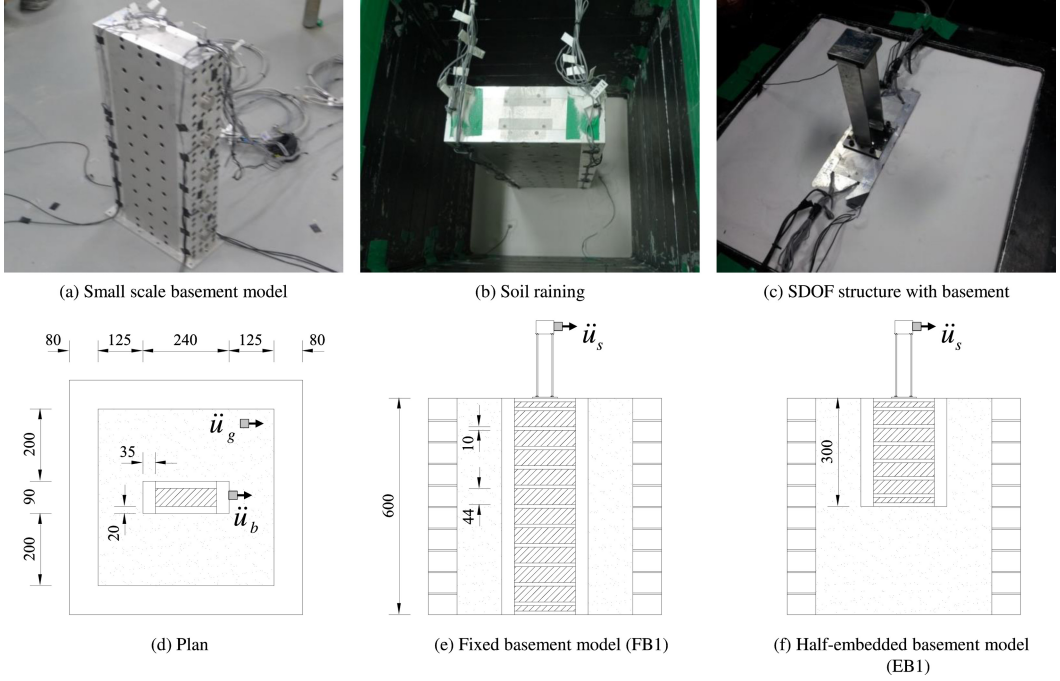 (a) Small scale basement model
(b) Soil raining
(c) SDOF structure with basement
80 125 240 125 80
200
90
200
35
20
ü_g
ü_b
(d) Plan
ü_s
600
10
44
(e) Fixed basement model (FB1)
ü_s
300
(f) Half-embedded basement model
(EB1)